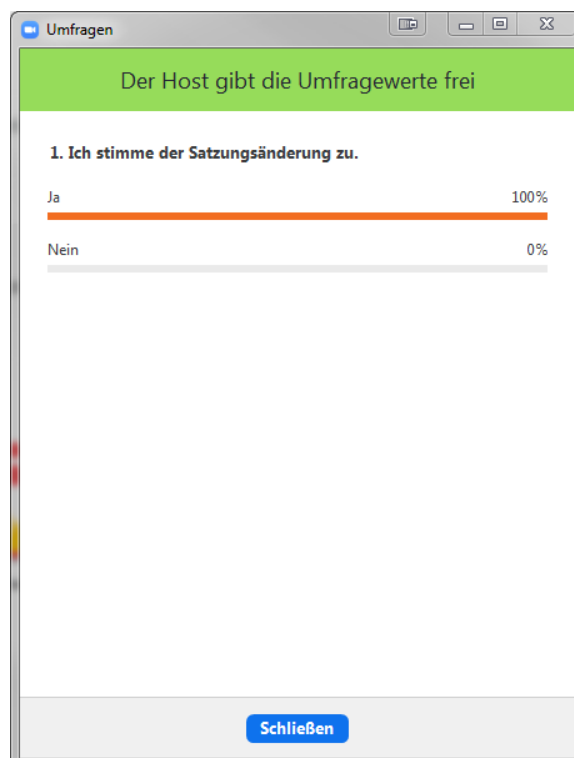 Umfragen
Der Host gibt die Umfragewerte frei
1. Ich stimme der Satzungsänderung zu.
Ja 100%
Nein 0%
Schließen